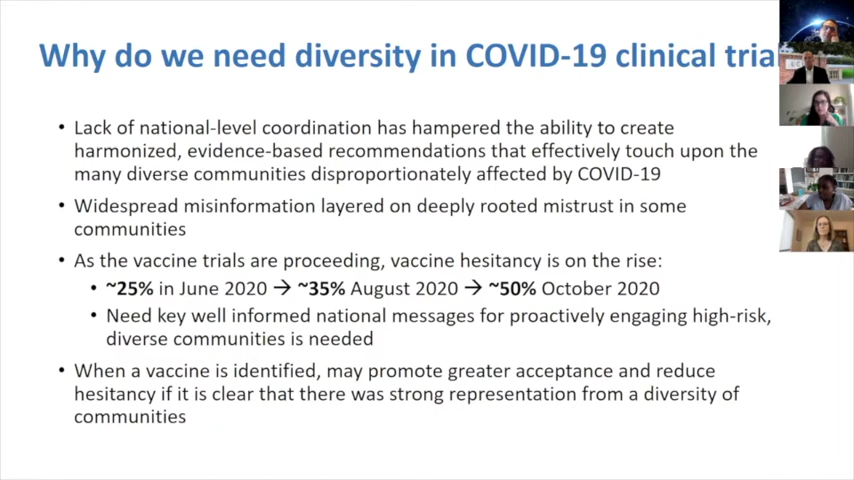 Why do we need diversity in COVID-19 clinical tria
• Lack of national-level coordination has hampered the ability to create
harmonized, evidence-based recommendations that effectively touch upon the
many diverse communities disproportionately affected by COVID-19
• Widespread misinformation layered on deeply rooted mistrust in some
communities
• As the vaccine trials are proceeding, vaccine hesitancy is on the rise:
• ~25% in June 2020 → ~35% August 2020 → ~50% October 2020
• Need key well informed national messages for proactively engaging high-risk,
diverse communities is needed
• When a vaccine is identified, may promote greater acceptance and reduce
hesitancy if it is clear that there was strong representation from a diversity of
communities